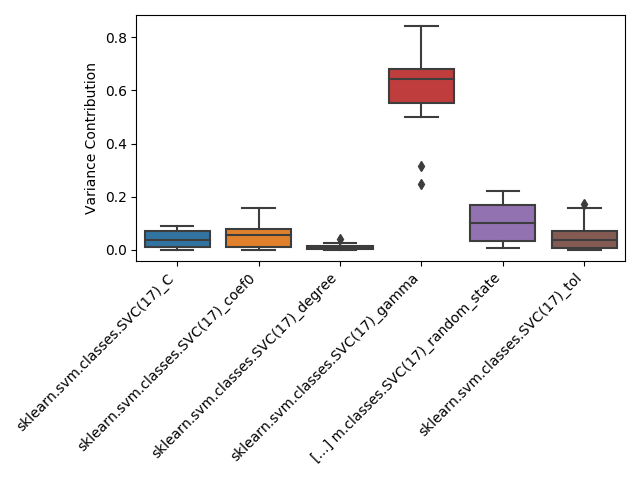 Variance Contribution
0.8
0.6
0.4
0.2
0.0
sklearn.svm.classes.SVC(17)_C
sklearn.svm.classes.SVC(17)_coef0
sklearn.svm.classes.SVC(17)_degree
sklearn.svm.classes.SVC(17)_gamma
[...] m.classes.SVC(17)_random_state
sklearn.svm.classes.SVC(17)_tol